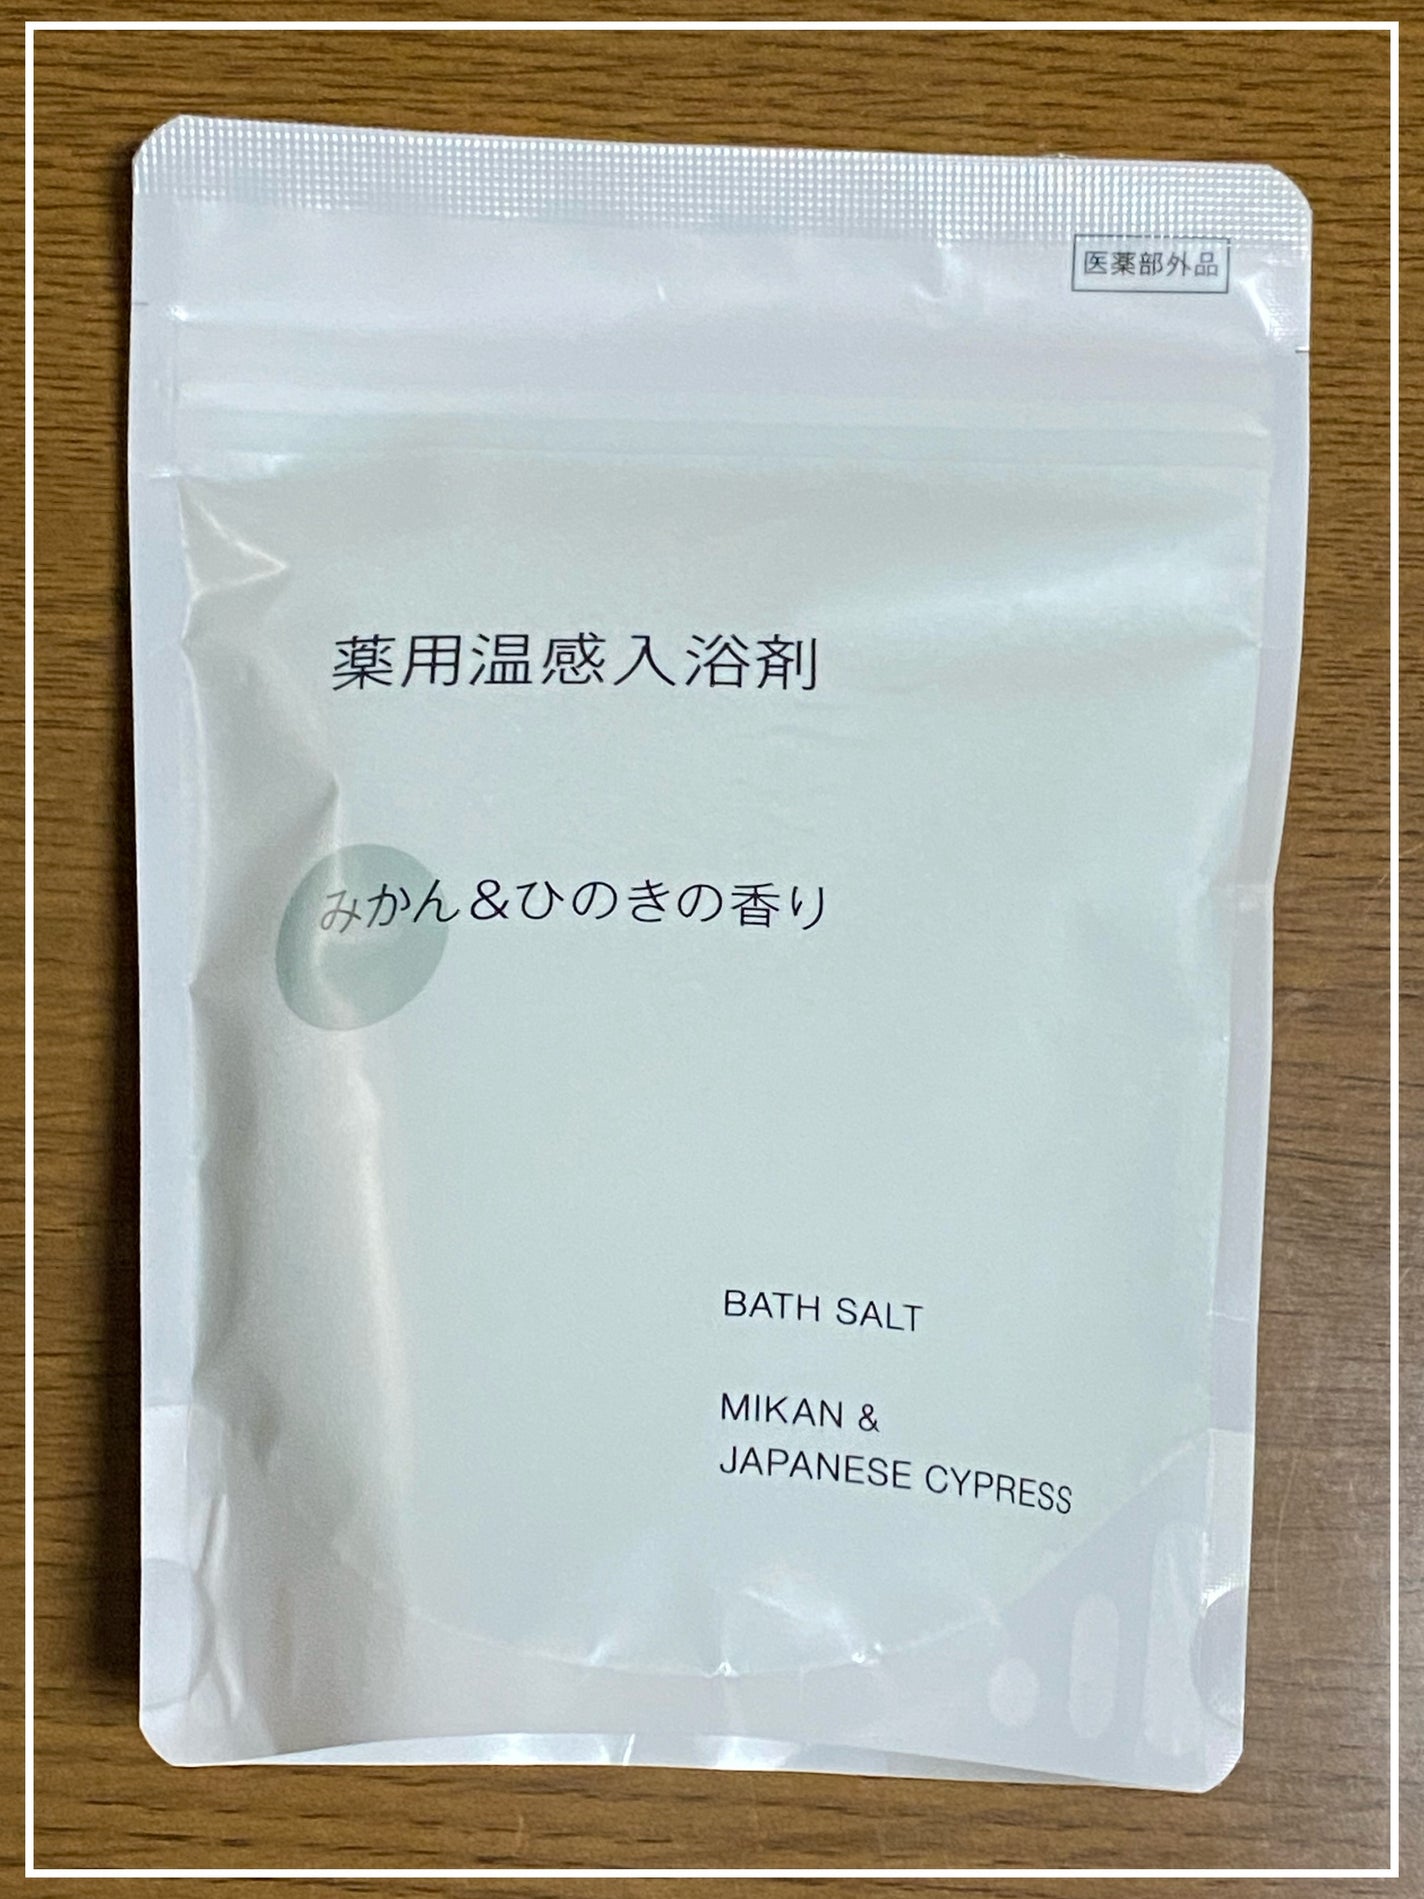 医薬部外品
薬用温感入浴剤
みかん&ひのきの香り
BATH SALT
MIKAN &
JAPANESE CYPRESS